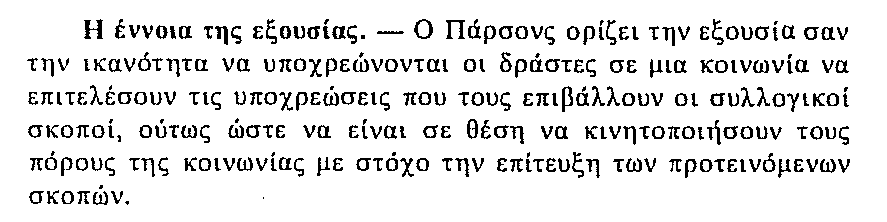 Η έννοια της εξουσίας. — Ο Πάρσονς ορίζει την εξουσία σαν
την ικανότητα να υποχρεώνονται οι δράστες σε μια κοινωνία να
επιτελέσουν τις υποχρεώσεις που τους επιβάλλουν οι συλλογικοί
σκοποί, ούτως ώστε να είναι σε θέση να κινητοποιήσουν τους
πόρους της κοινωνίας με στόχο την επίτευξη των προτεινόμενων
σκοπών.